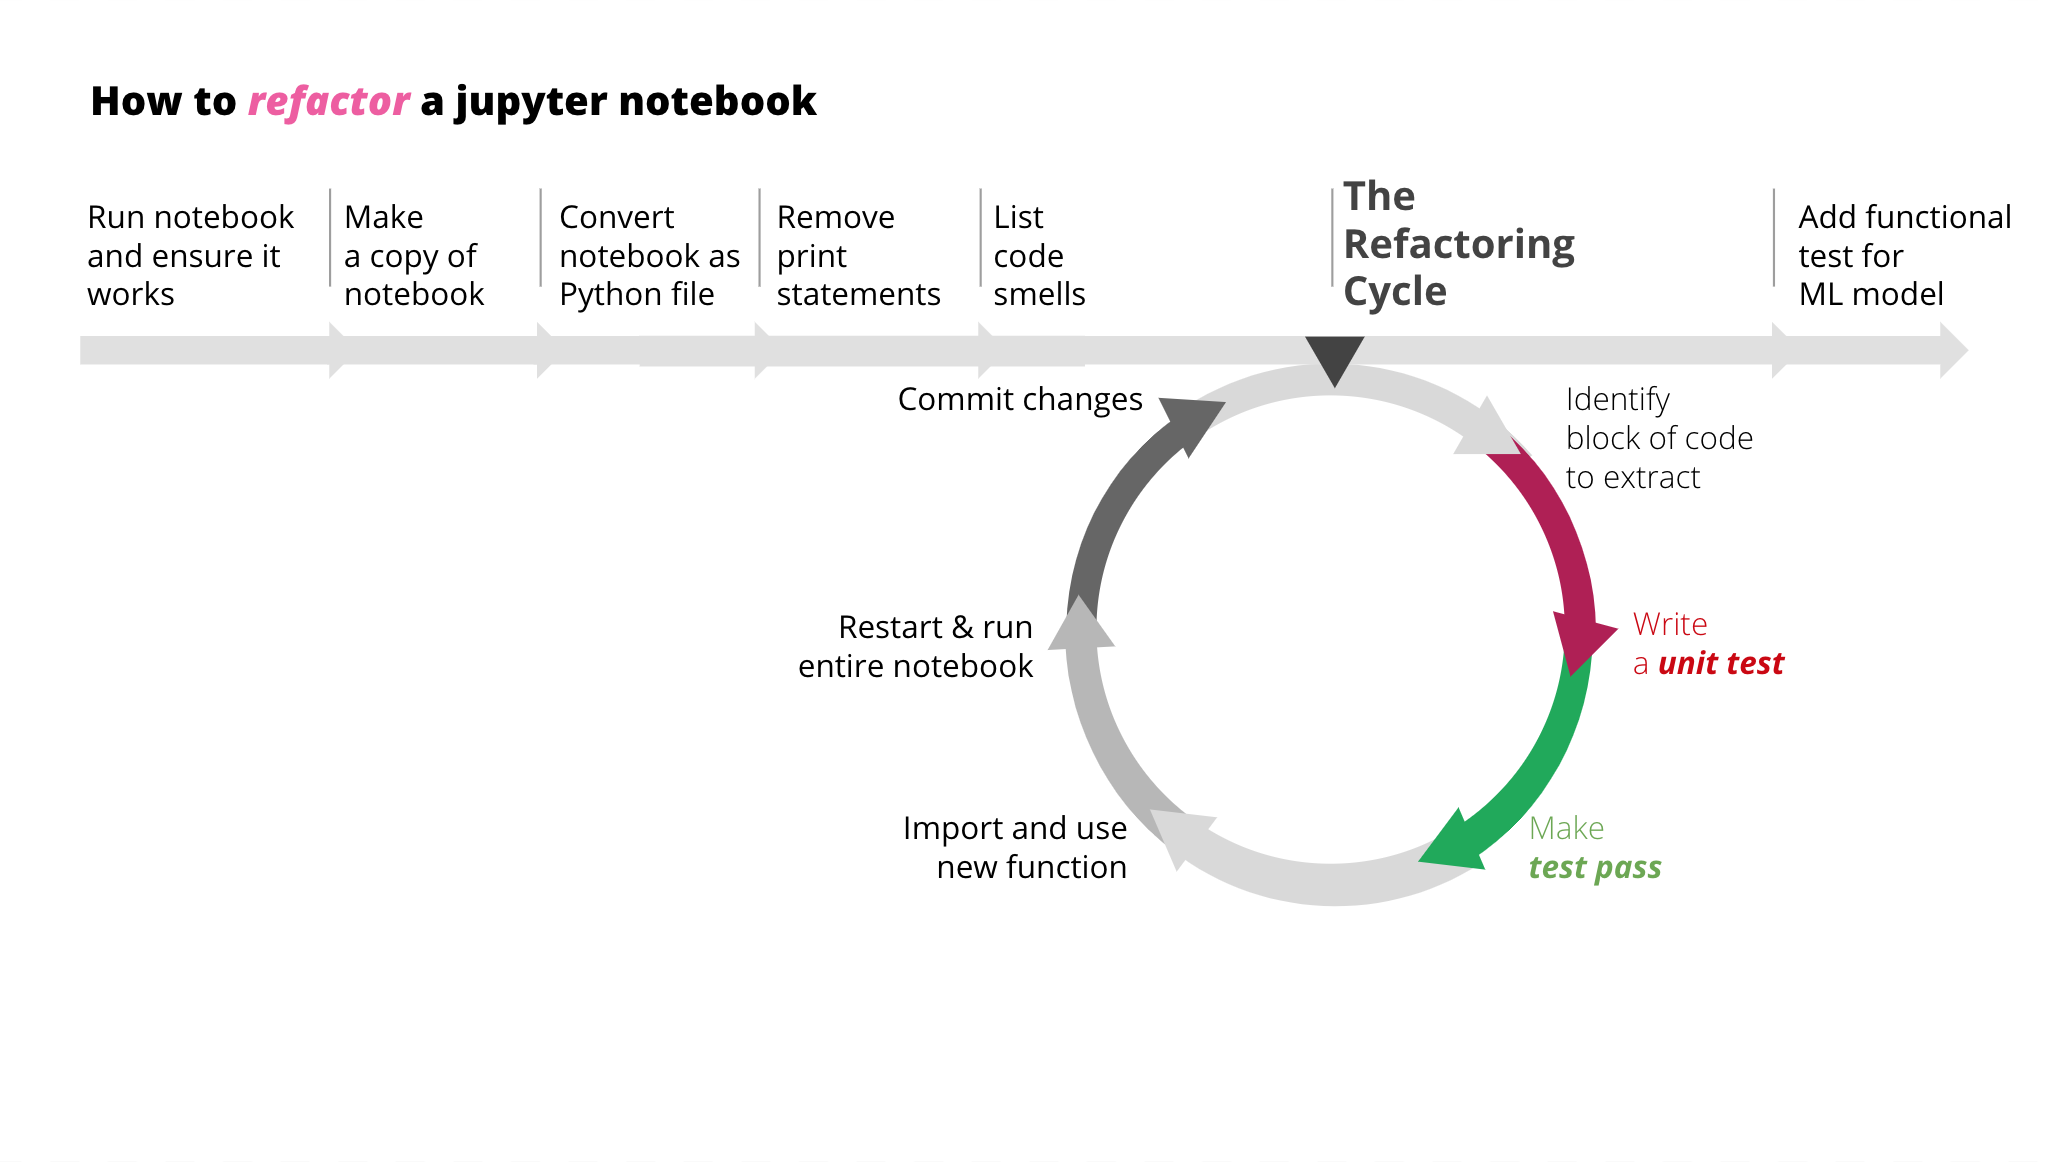 How to refactor a jupyter notebook
Run notebook
and ensure it
works
Make
a copy of
notebook
Convert
notebook as
Python file
Remove
print
statements
List
code
smells
The
Refactoring
Cycle
Add functional
test for
ML model
Identify
block of code
to extract
Write
a unit test
Make
test pass
Import and use
new function
Restart & run
entire notebook
Commit changes